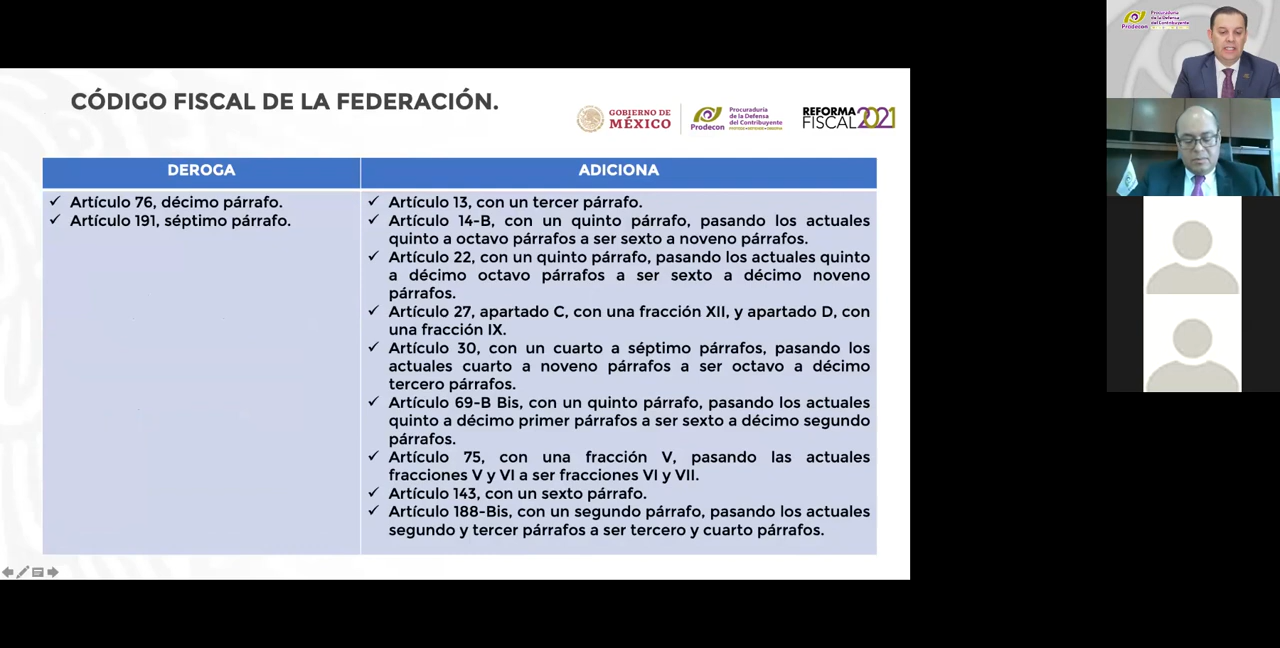 CÓDIGO FISCAL DE LA FEDERACIÓN.
GOBIERNO DE
MÉXICO
Prodecon
Procuraduría
de la Defensa
del Contribuyente
REFORMA
FISCAL 2021
DEROGA
ADICIONA
✓ Artículo 76, décimo párrafo.
✓ Artículo 191, séptimo párrafo.
✓ Artículo 13, con un tercer párrafo.
✓ Artículo 14-B, con un quinto párrafo, pasando los actuales
quinto a octavo párrafos a ser sexto a noveno párrafos.
✓ Artículo 22, con un quinto párrafo, pasando los actuales quinto
a décimo octavo párrafos a ser sexto a décimo noveno
párrafos.
✓ Artículo 27, apartado C, con una fracción XII, y apartado D, con
una fracción IX.
✓ Artículo 30, con un cuarto a séptimo párrafos, pasando los
actuales cuarto a noveno párrafos a ser octavo a décimo
tercero párrafos.
✓ Artículo 69-B Bis, con un quinto párrafo, pasando los actuales
quinto a décimo primer párrafos a ser sexto a décimo segundo
párrafos.
✓ Artículo 75, con una fracción V, pasando las actuales
fracciones V y VI a ser fracciones VI y VII.
✓ Artículo 143, con un sexto párrafo.
✓ Artículo 188-Bis, con un segundo párrafo, pasando los actuales
segundo y tercer párrafos a ser tercero y cuarto párrafos.
Prodecon
Procuraduría
de la Defensa
del Contribuyente